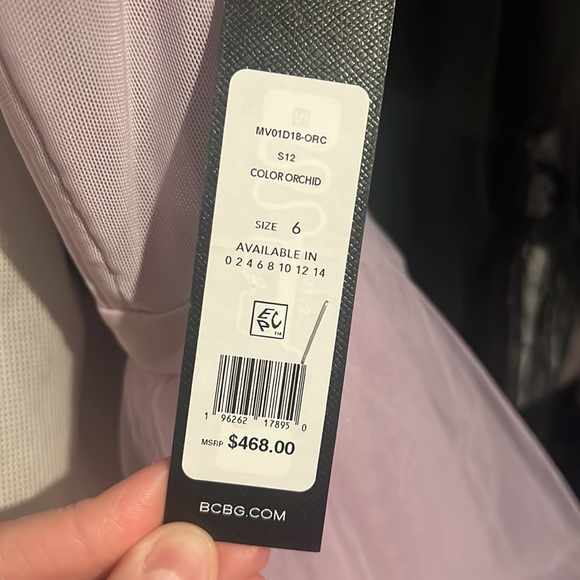 MV01D18-ORC
S12
COLOR ORCHID
SIZE 6
AVAILABLE IN
0 2 4 6 8 10 12 14
EPC™
1 96262 17895 0
MSRP $468.00
BCBG.COM